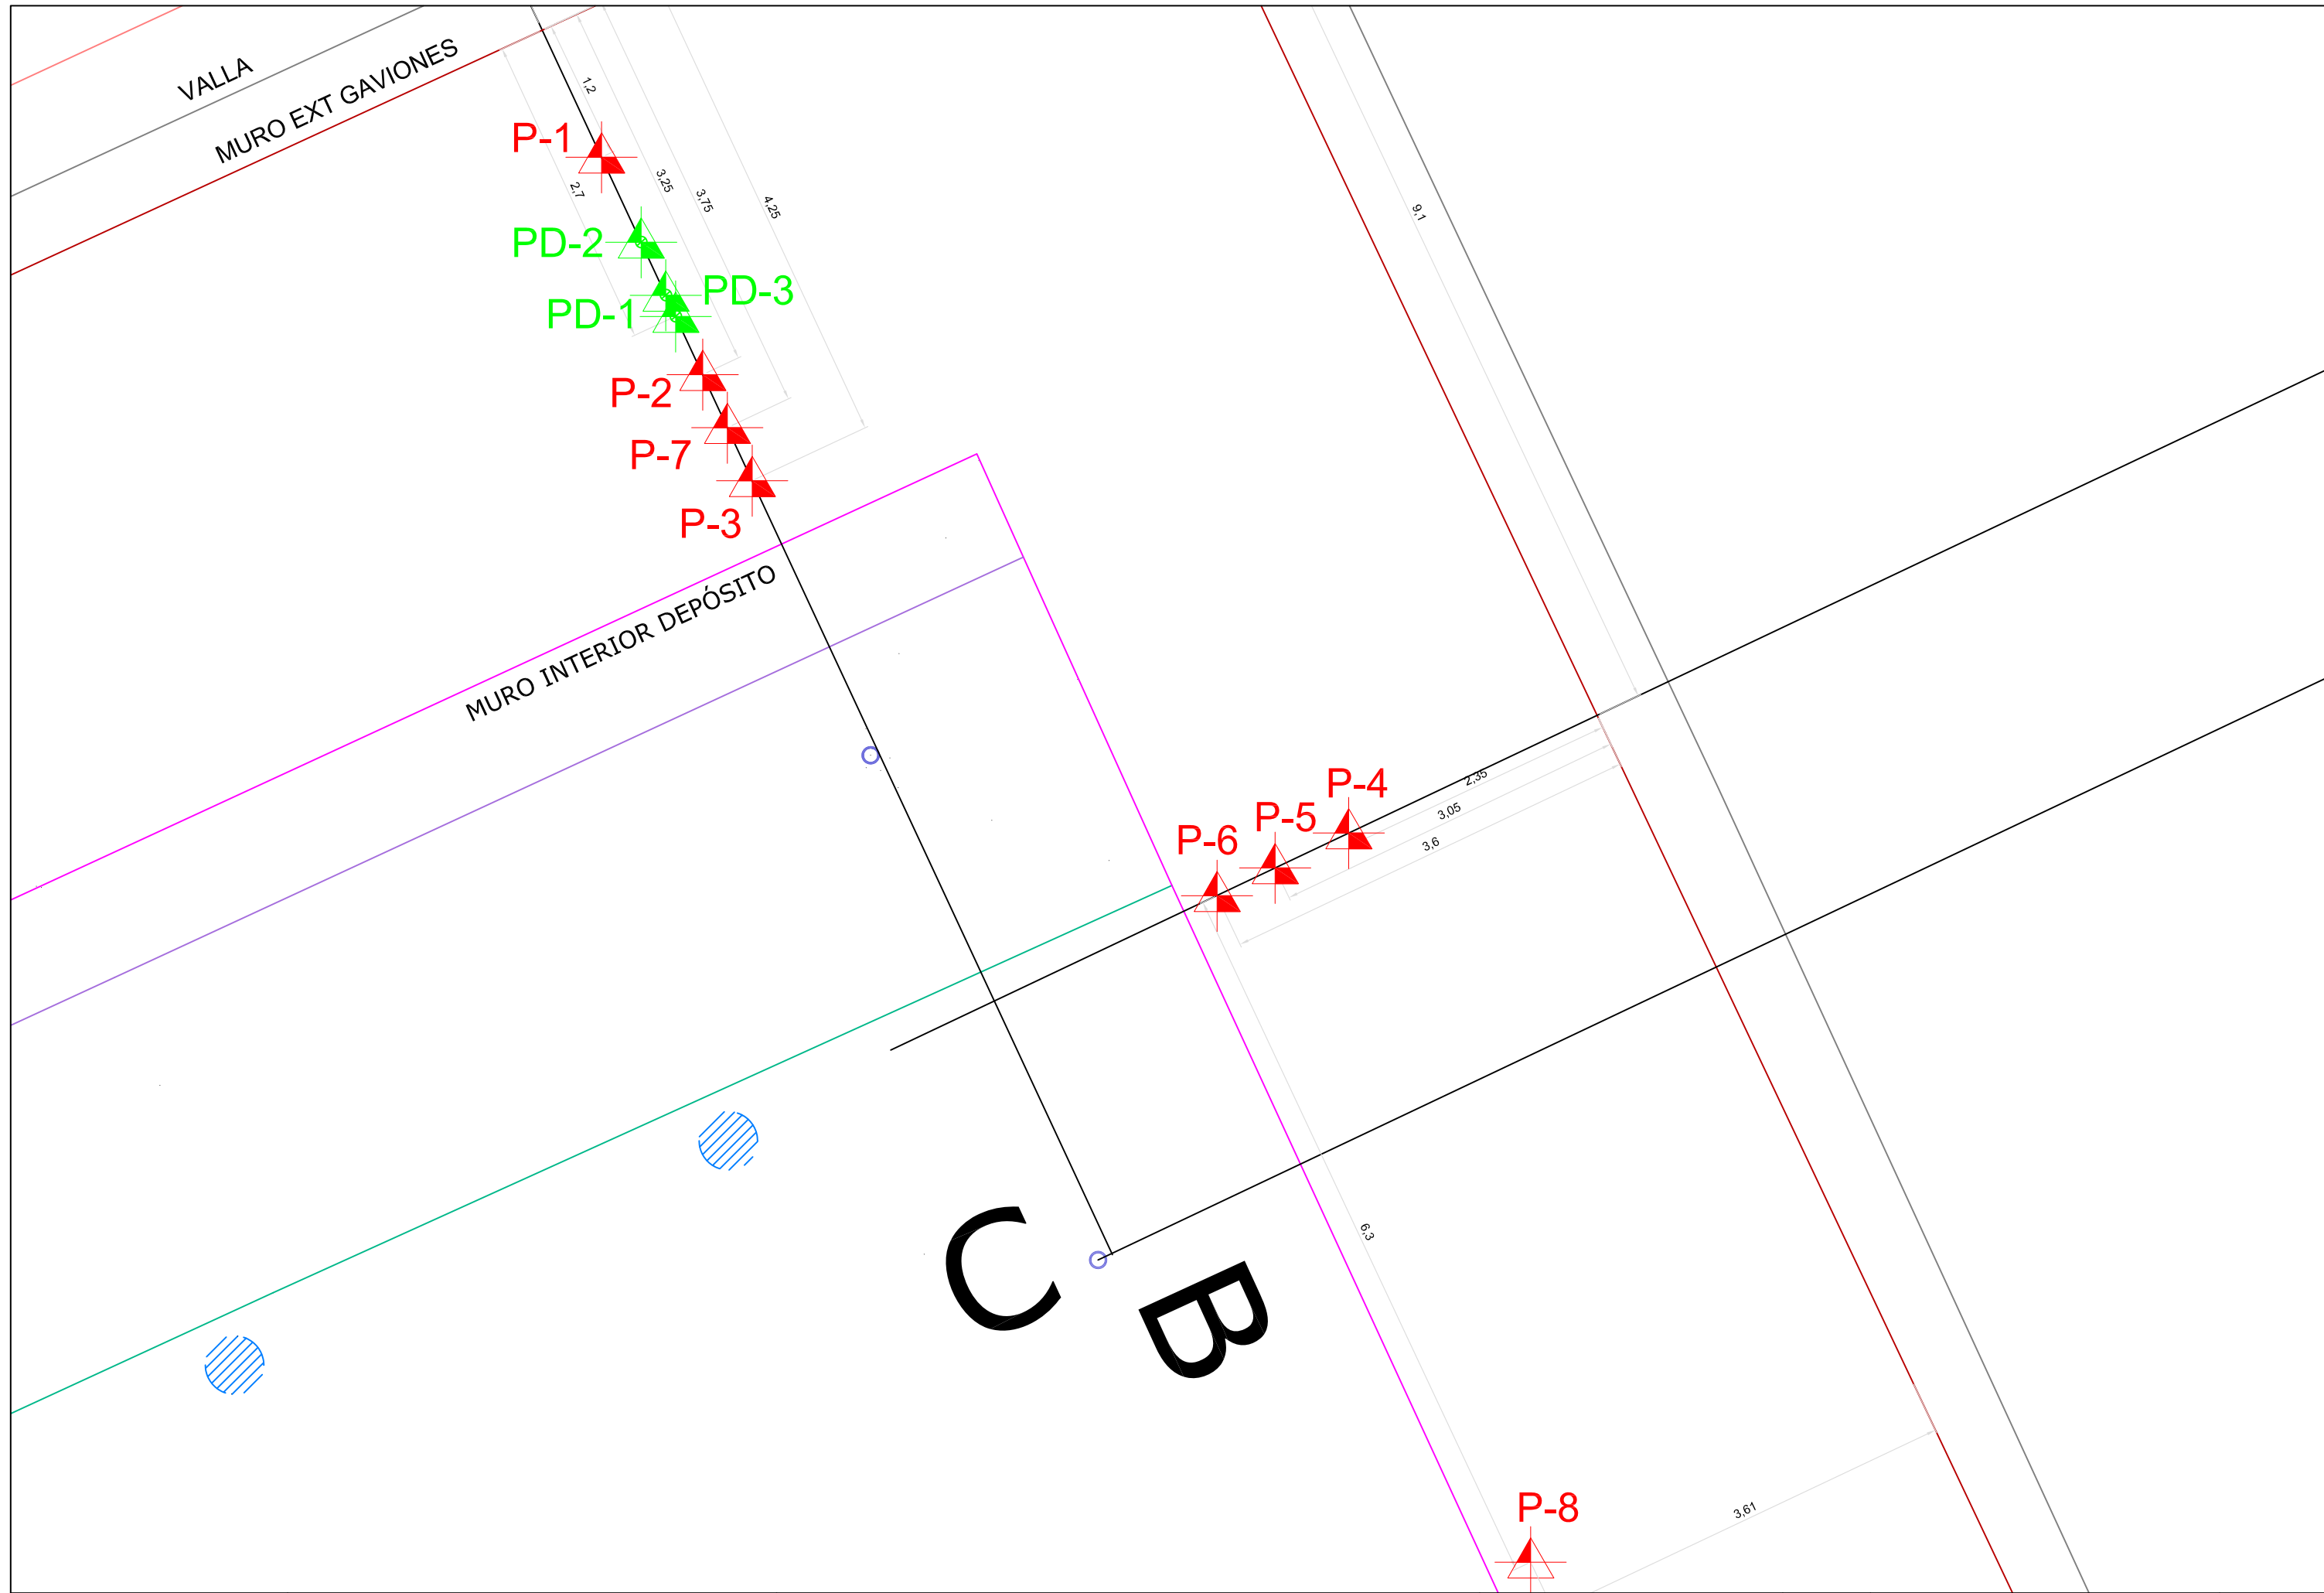 VALLA
MURO EXT GAVIONES
1,2
P-1
2,7
3,25
3,75
4,25
9,1
PD-2
PD-3
PD-1
P-2
P-7
P-3
MURO INTERIOR DEPÓSITO
2,35
P-4
3,05
P-5
3,6
P-6
6,3
C
B
P-8
3,61